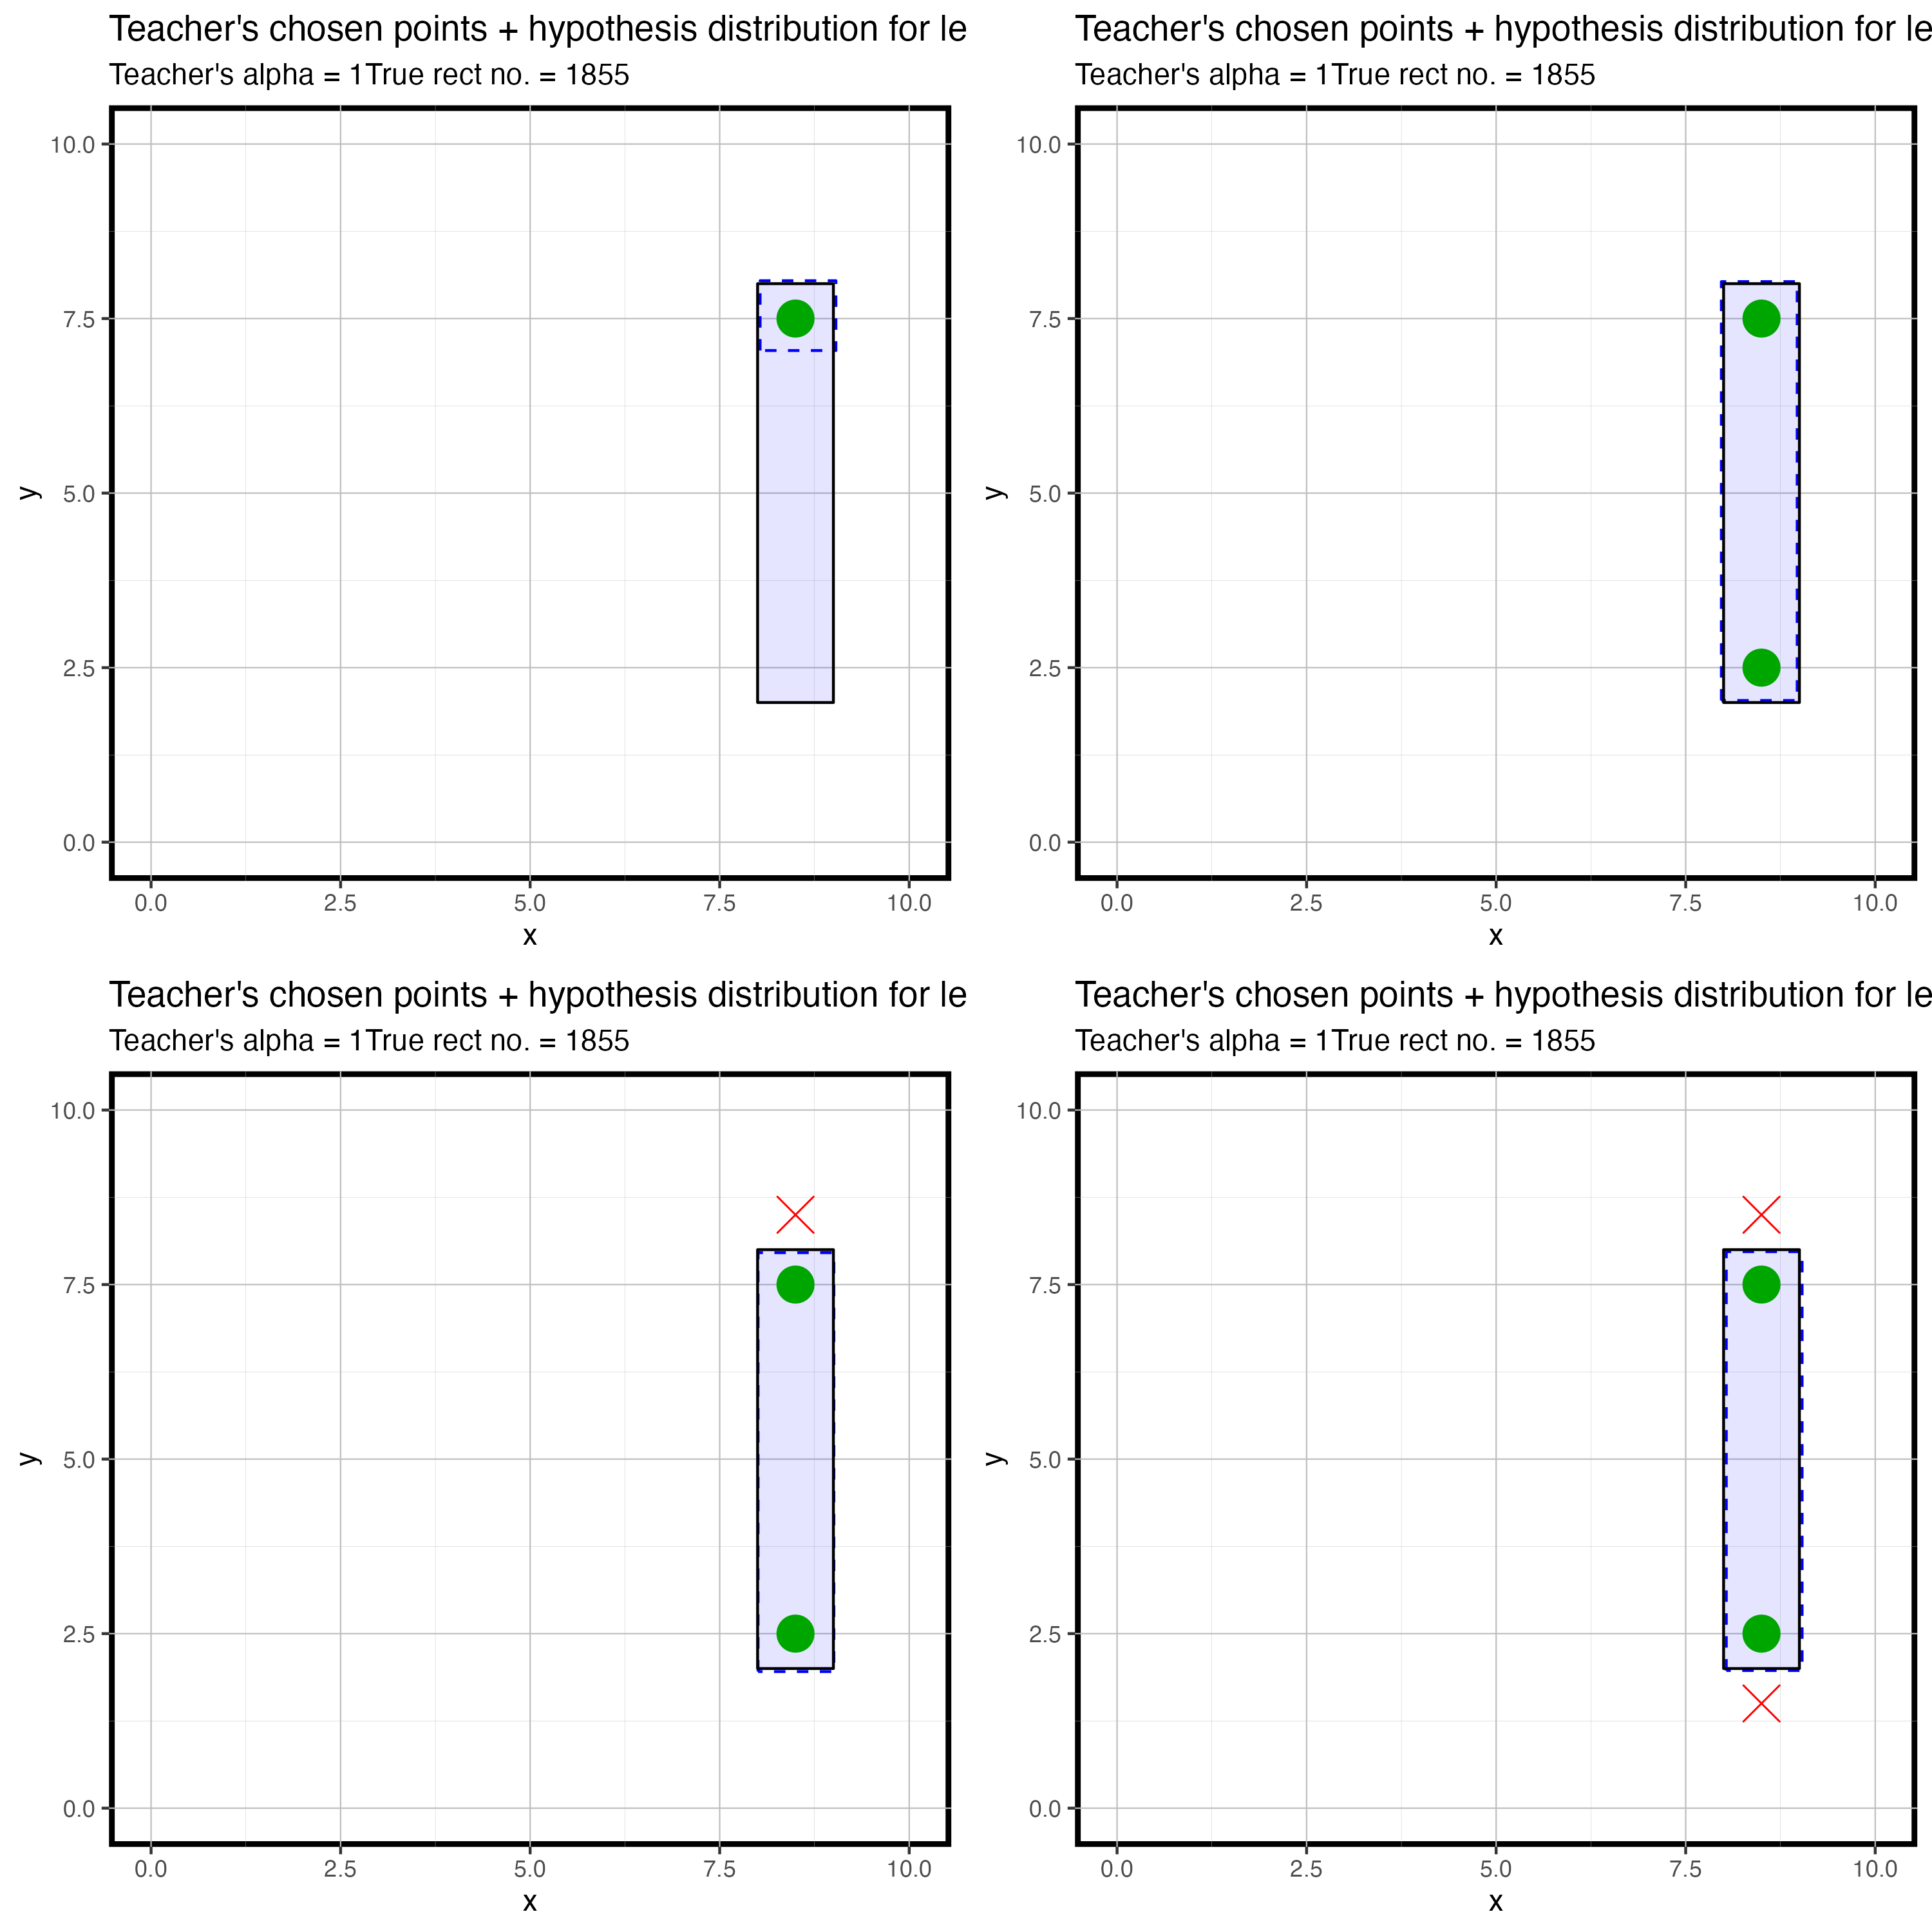 Teacher's chosen points + hypothesis distribution for le
Teacher's alpha = 1True rect no. = 1855
10.0
7.5
5.0
2.5
0.0
y
0.0 2.5 5.0 7.5 10.0
x
Teacher's chosen points + hypothesis distribution for le
Teacher's alpha = 1True rect no. = 1855
10.0
7.5
5.0
2.5
0.0
y
0.0 2.5 5.0 7.5 10.0
x
Teacher's chosen points + hypothesis distribution for le
Teacher's alpha = 1True rect no. = 1855
10.0
7.5
5.0
2.5
0.0
y
0.0 2.5 5.0 7.5 10.0
x
Teacher's chosen points + hypothesis distribution for le
Teacher's alpha = 1True rect no. = 1855
10.0
7.5
5.0
2.5
0.0
y
0.0 2.5 5.0 7.5 10.0
x